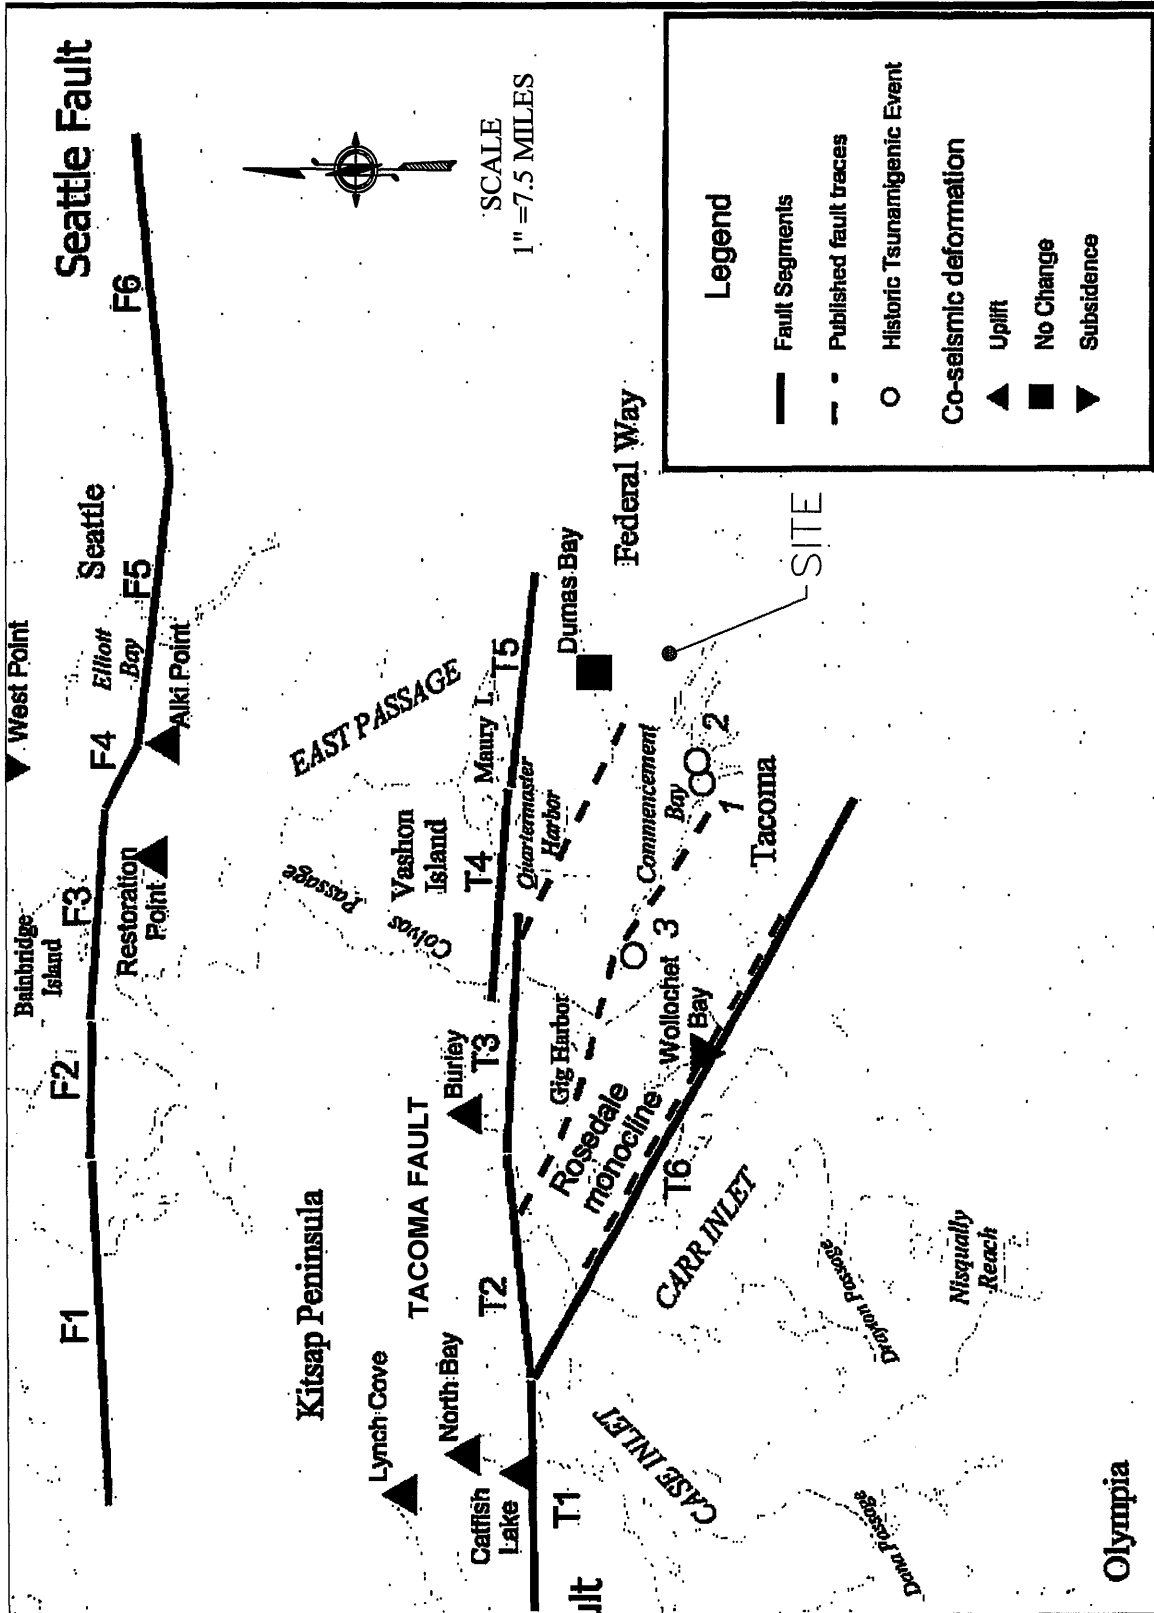 Seattle Fault
West Point
Bainbridge
Island
F1
F2
F3
F4
F5
F6
Elliott
Bay
Seattle
Restoration
Point
Alki Point
Kitsap Peninsula
EAST PASSAGE
Colvos
Passage
Vashon
Island
Maury I.
Quartermaster
Harbor
Lynch Cove
North Bay
Catfish
Lake
TACOMA FAULT
Burley
T1
T2
T3
T4
T5
T6
ult
Gig Harbor
Rosedale
monocline
Wollochet
Bay
Dumas Bay
Federal Way
Commencement
Bay
1
2
3
Tacoma
SITE
CASE INLET
CARR INLET
Drayton Passage
Dana Passage
Nisqually
Reach
Olympia
SCALE
1" =7.5 MILES
Legend
Fault Segments
Published fault traces
Historic Tsunamigenic Event
Co-seismic deformation
Uplift
No Change
Subsidence